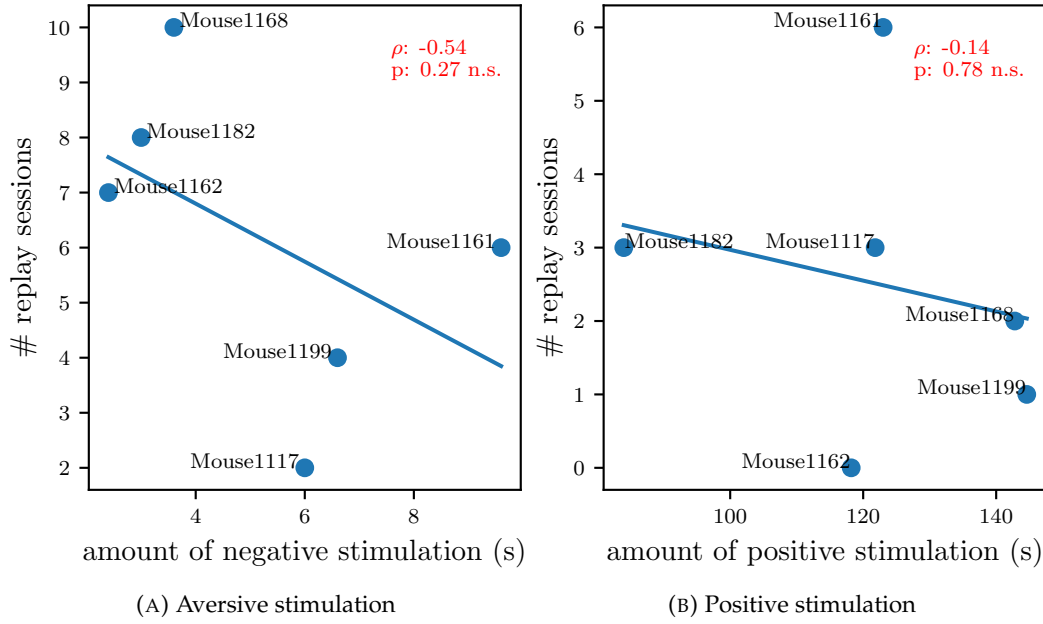 10
9
8
7
6
5
4
3
2
# replay sessions
Mouse1168
ρ: -0.54
p: 0.27 n.s.
Mouse1182
Mouse1162
Mouse1161
Mouse1199
Mouse1117
4
6
8
amount of negative stimulation (s)
(A) Aversive stimulation
6
5
4
3
2
1
0
# replay sessions
Mouse1161
ρ: -0.14
p: 0.78 n.s.
Mouse1182
Mouse1117
Mouse1168
Mouse1199
Mouse1162
100
120
140
amount of positive stimulation (s)
(B) Positive stimulation